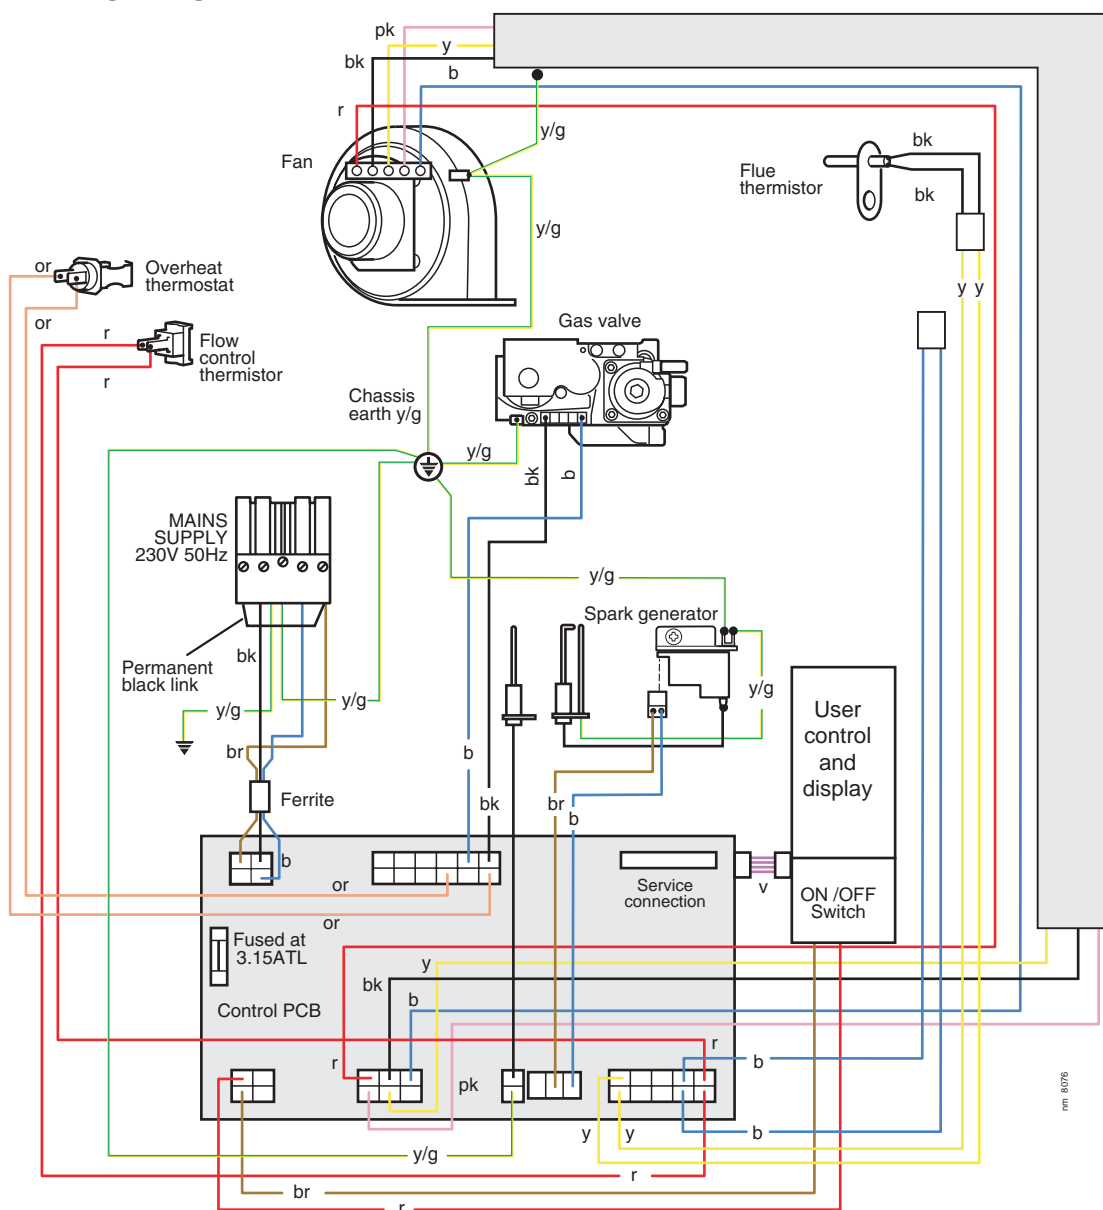 pk
y
bk
b
r
y/g
Fan
bk
Flue
thermistor
bk
y/g
or
Overheat
thermostat
y y
or
r
Flow
control
thermistor
r
Gas valve
Chassis
earth y/g
y/g
bk
b
MAINS
SUPPLY
230V 50Hz
y/g
Spark generator
bk
Permanent
black link
y/g
y/g
y/g
User
control
and
display
br
b
Ferrite
bk
br
b
b
or
Service
connection
v
ON /OFF
Switch
or
Fused at
3.15ATL
y
bk
b
Control PCB
r
r
pk
b
nm 8076
y
y
b
y/g
r
br
r